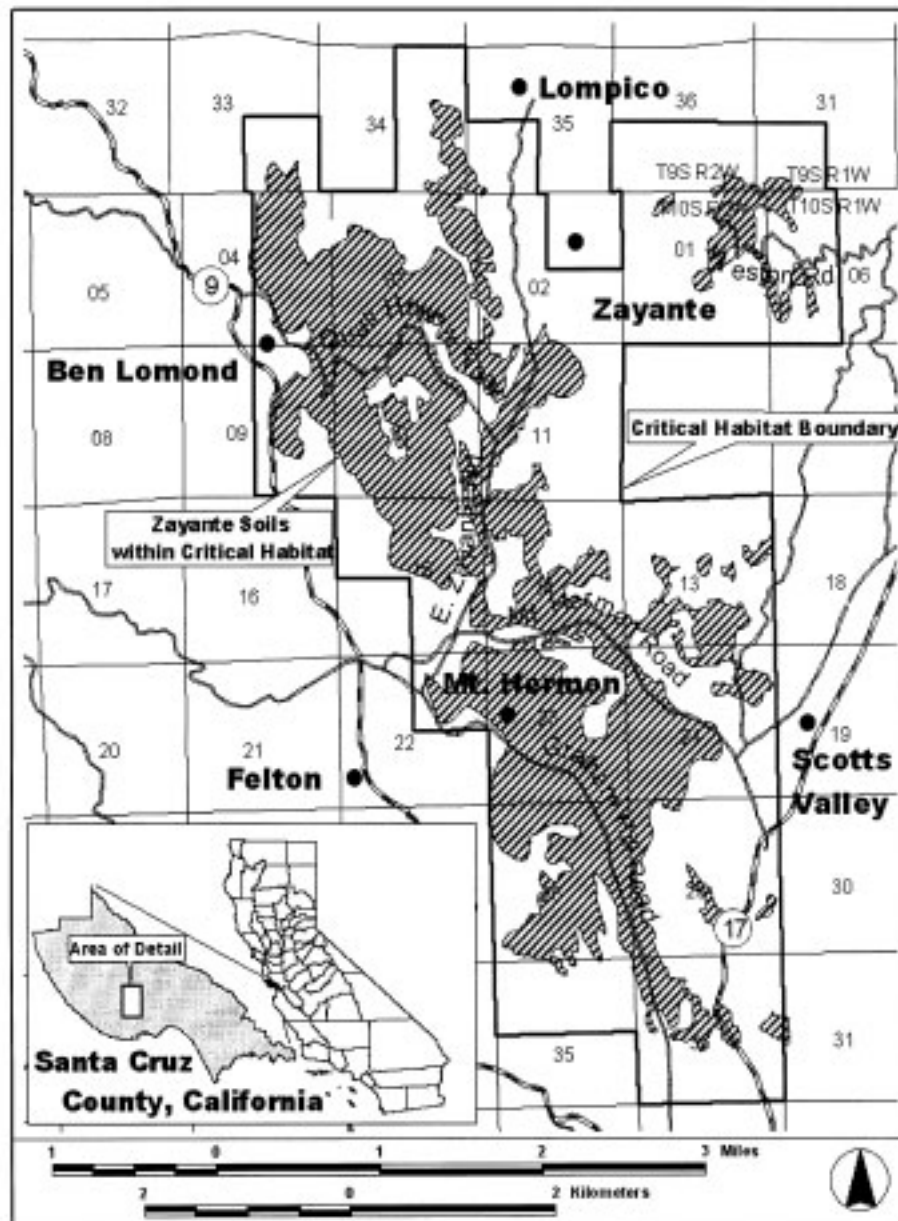 Lompico
32
33
34
35
36
31
T9S R2W
T9S R1W
T10S R1W
04
05
9
02
01
06
Zayante
Ben Lomond
08
09
11
Critical Habitat Boundary
Zayante Soils
within Critical Habitat
17
16
13
18
Road
Mt. Hermon
20
21
22
19
Felton
Scotts
Valley
30
17
Area of Detail
35
31
Santa Cruz
County, California
1 0 1 2 3 Miles
2 0 2 Kilometers